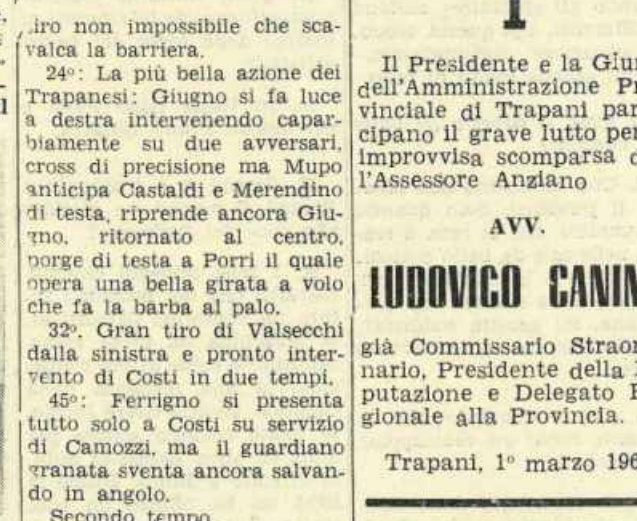 .iro non impossibile che sca-
valca la barriera.
24º: La più bella azione dei
Trapanesi: Giugno si fa luce
a destra intervenendo capar-
biamente su due avversari,
cross di precisione ma Mupo
anticipa Castaldi e Merendino
di testa, riprende ancora Giu-
gno, ritornato al centro,
porge di testa a Porri il quale
opera una bella girata a volo
che fa la barba al palo.
32º. Gran tiro di Valsecchi
dalla sinistra e pronto inter-
vento di Costi in due tempi.
45º: Ferrigno si presenta
tutto solo a Costi su servizio
di Camozzi, ma il guardiano
granata sventa ancora salvan-
do in angolo.
Secondo tempo
Il Presidente e la Giun
dell'Amministrazione Pr
vinciale di Trapani par
cipano il grave lutto per
improvvisa scomparsa d
l'Assessore Anziano
AVV.
LUDOVICO CANIN
già Commissario Straor
nario, Presidente della
putazione e Delegato
gionale alla Provincia.
Trapani, 1º marzo 196